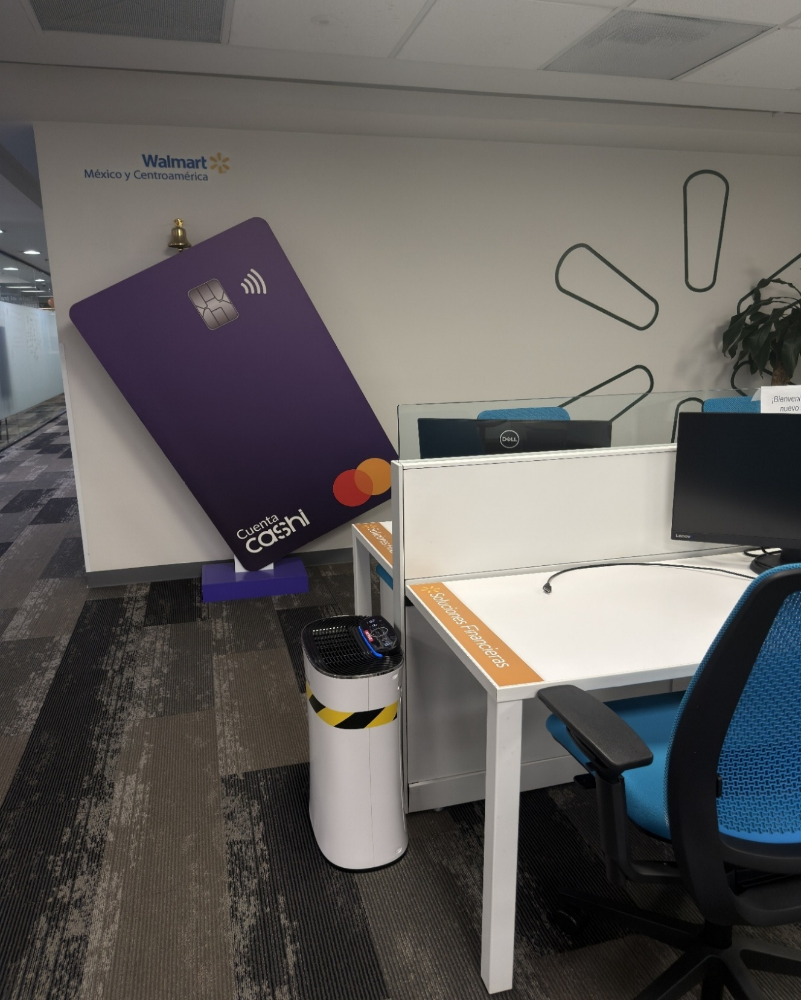 Walmart
México y Centroamérica
Cuenta
cashi
DELL
¡Bienveni
nuevo
Lenovo
Soluciones Financieras